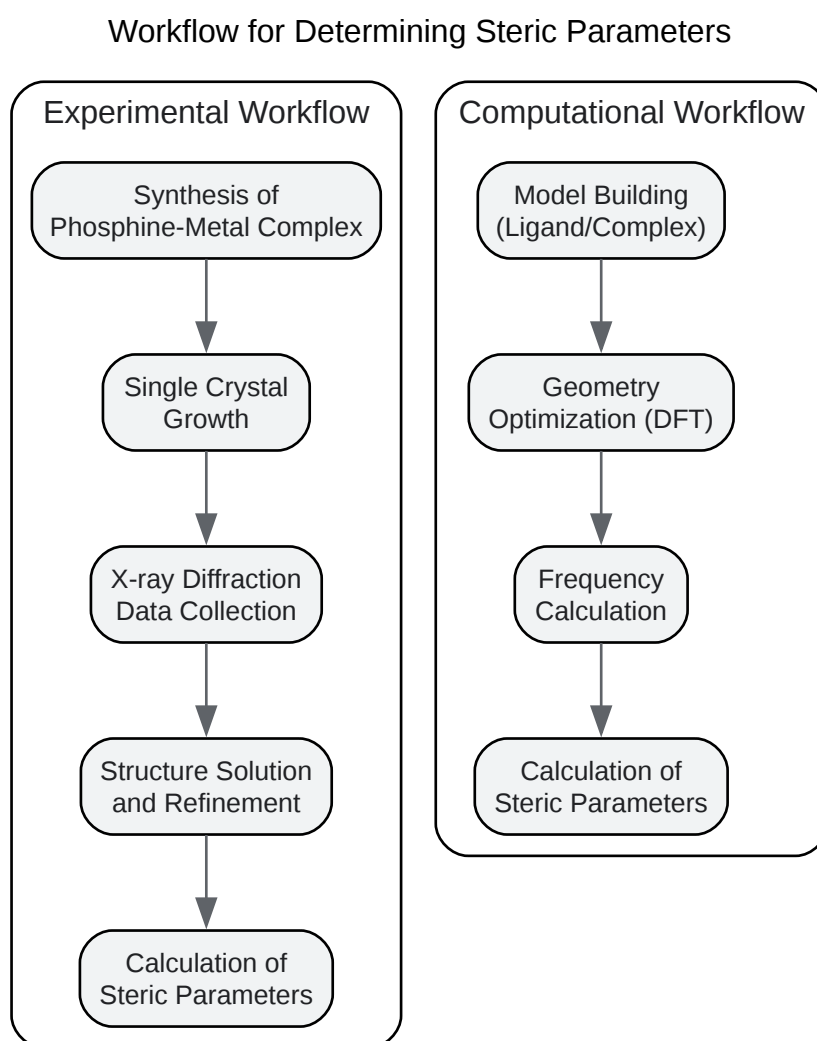 Workflow for Determining Steric Parameters
Experimental Workflow
Synthesis of
Phosphine-Metal Complex
Single Crystal
Growth
X-ray Diffraction
Data Collection
Structure Solution
and Refinement
Calculation of
Steric Parameters
Computational Workflow
Model Building
(Ligand/Complex)
Geometry
Optimization (DFT)
Frequency
Calculation
Calculation of
Steric Parameters